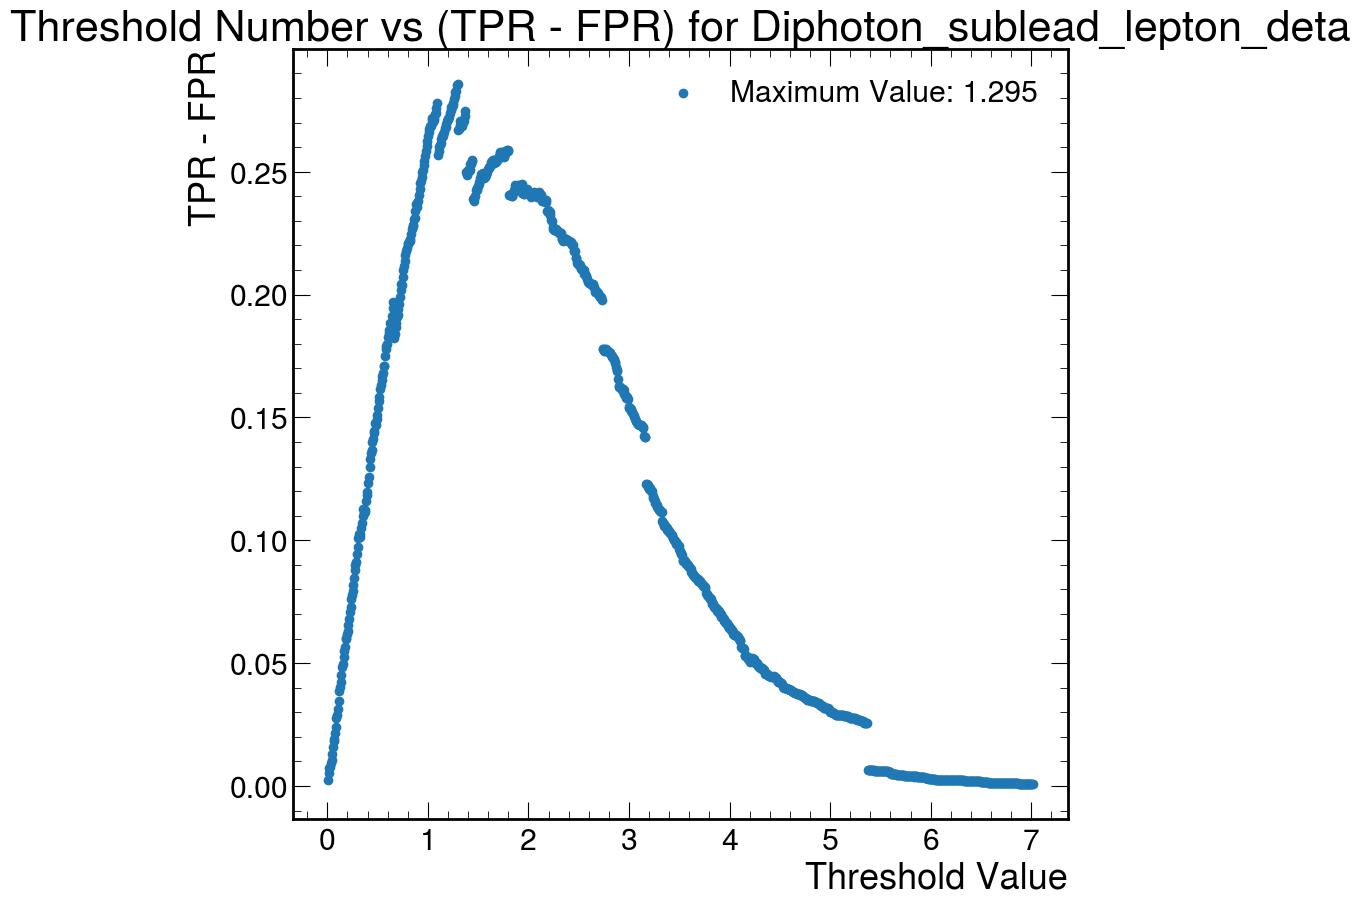 Threshold Number vs (TPR - FPR) for Diphoton_sublead_lepton_deta
TPR - FPR
Maximum Value: 1.295
0.25
0.20
0.15
0.10
0.05
0.00
0 1 2 3 4 5 6 7
Threshold Value